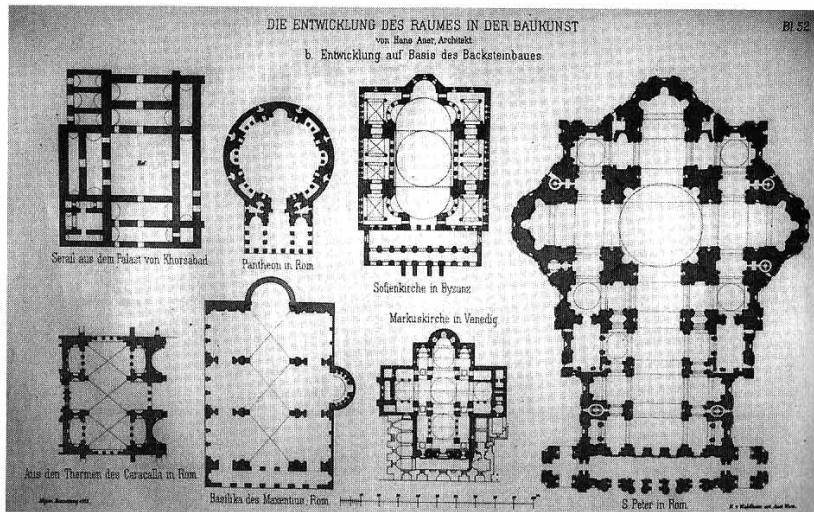 DIE ENTWICKLUNG DES RAUMES IN DER BAUKUNST
Bl. 52.
von Hans Auer, Architekt.
b. Entwicklung auf Basis des Backsteinbaues
Hof
Serail aus dem Palast von Khorsabad
Pantheon in Rom
Sofienkirche in Byzanz
Markuskirche in Venedig
Aus den Thermen des Caracalla in Rom
Basilika des Maxentius, Rom
S. Peter in Rom